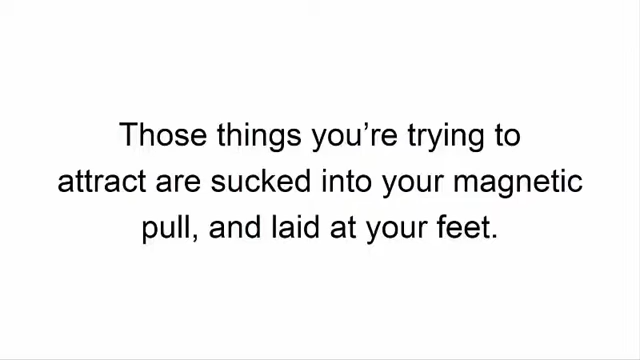 Those things you’re trying to
attract are sucked into your magnetic
pull, and laid at your feet.